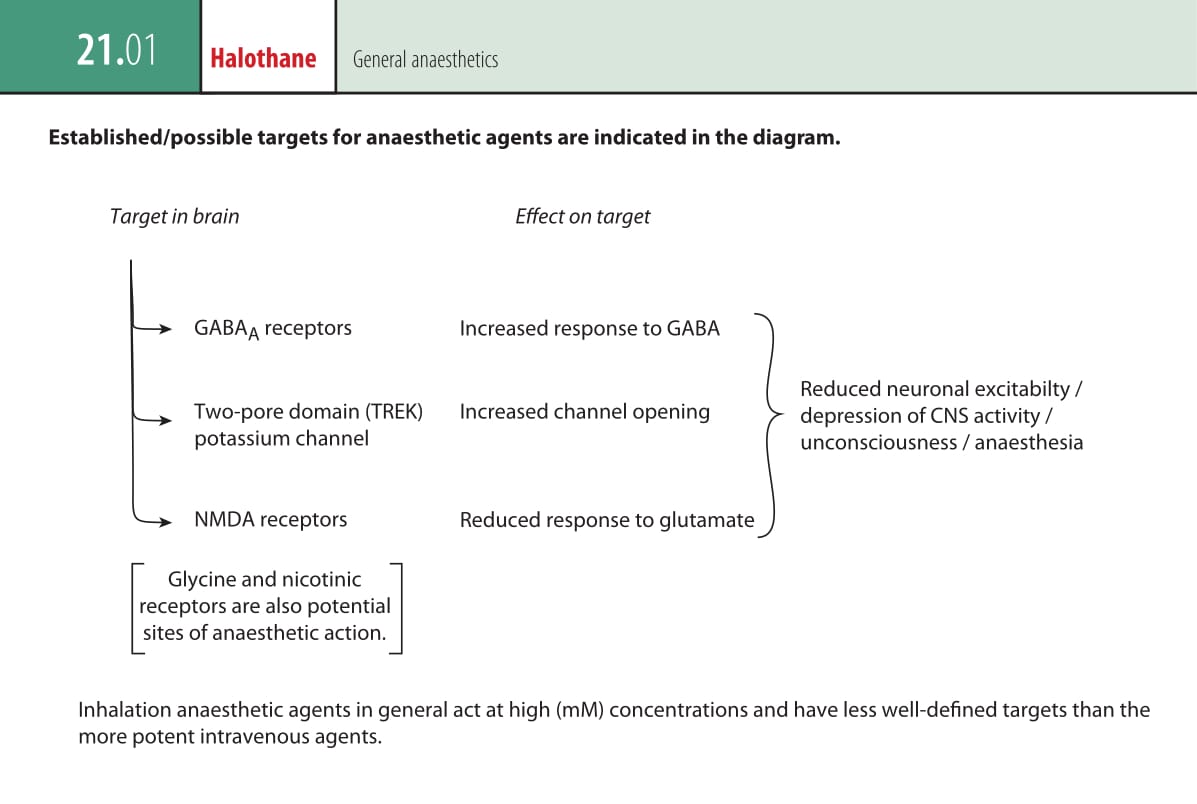 21.01
Halothane
General anaesthetics
Established/possible targets for anaesthetic agents are indicated in the diagram.
Target in brain
Effect on target
GABAA receptors
Increased response to GABA
Two-pore domain (TREK)
potassium channel
Increased channel opening
NMDA receptors
Reduced response to glutamate
Reduced neuronal excitabilty /
depression of CNS activity /
unconsciousness / anaesthesia
Glycine and nicotinic
receptors are also potential
sites of anaesthetic action.
Inhalation anaesthetic agents in general act at high (mM) concentrations and have less well-defined targets than the
more potent intravenous agents.